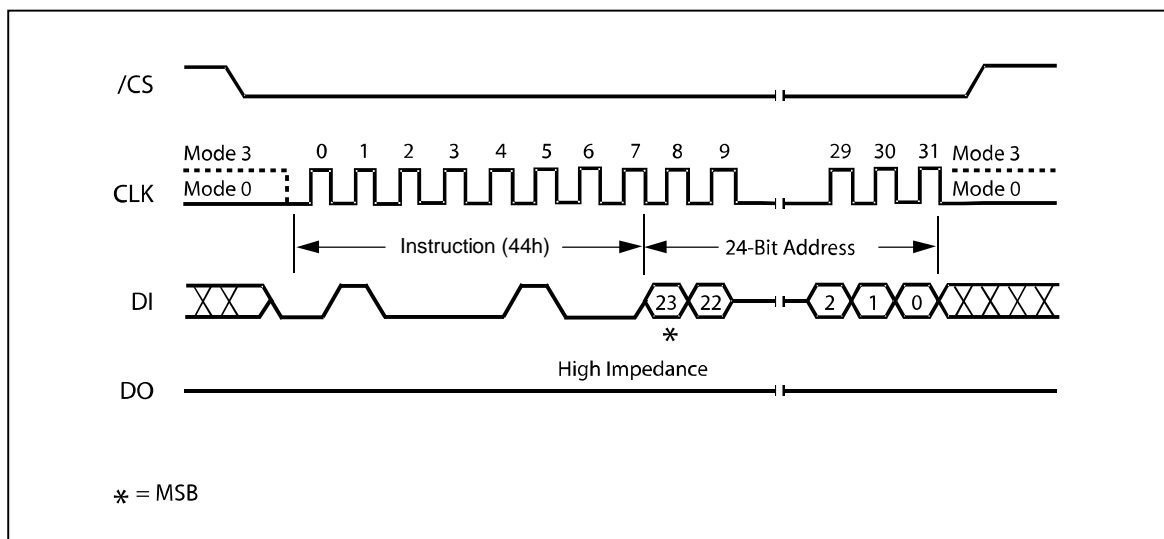 /CS
Mode 3 0 1 2 3 4 5 6 7 8 9 29 30 31 Mode 3
CLK Mode 0 Mode 0
Instruction (44h) 24-Bit Address
DI 23 22 2 1 0
*
High Impedance
DO
* = MSB